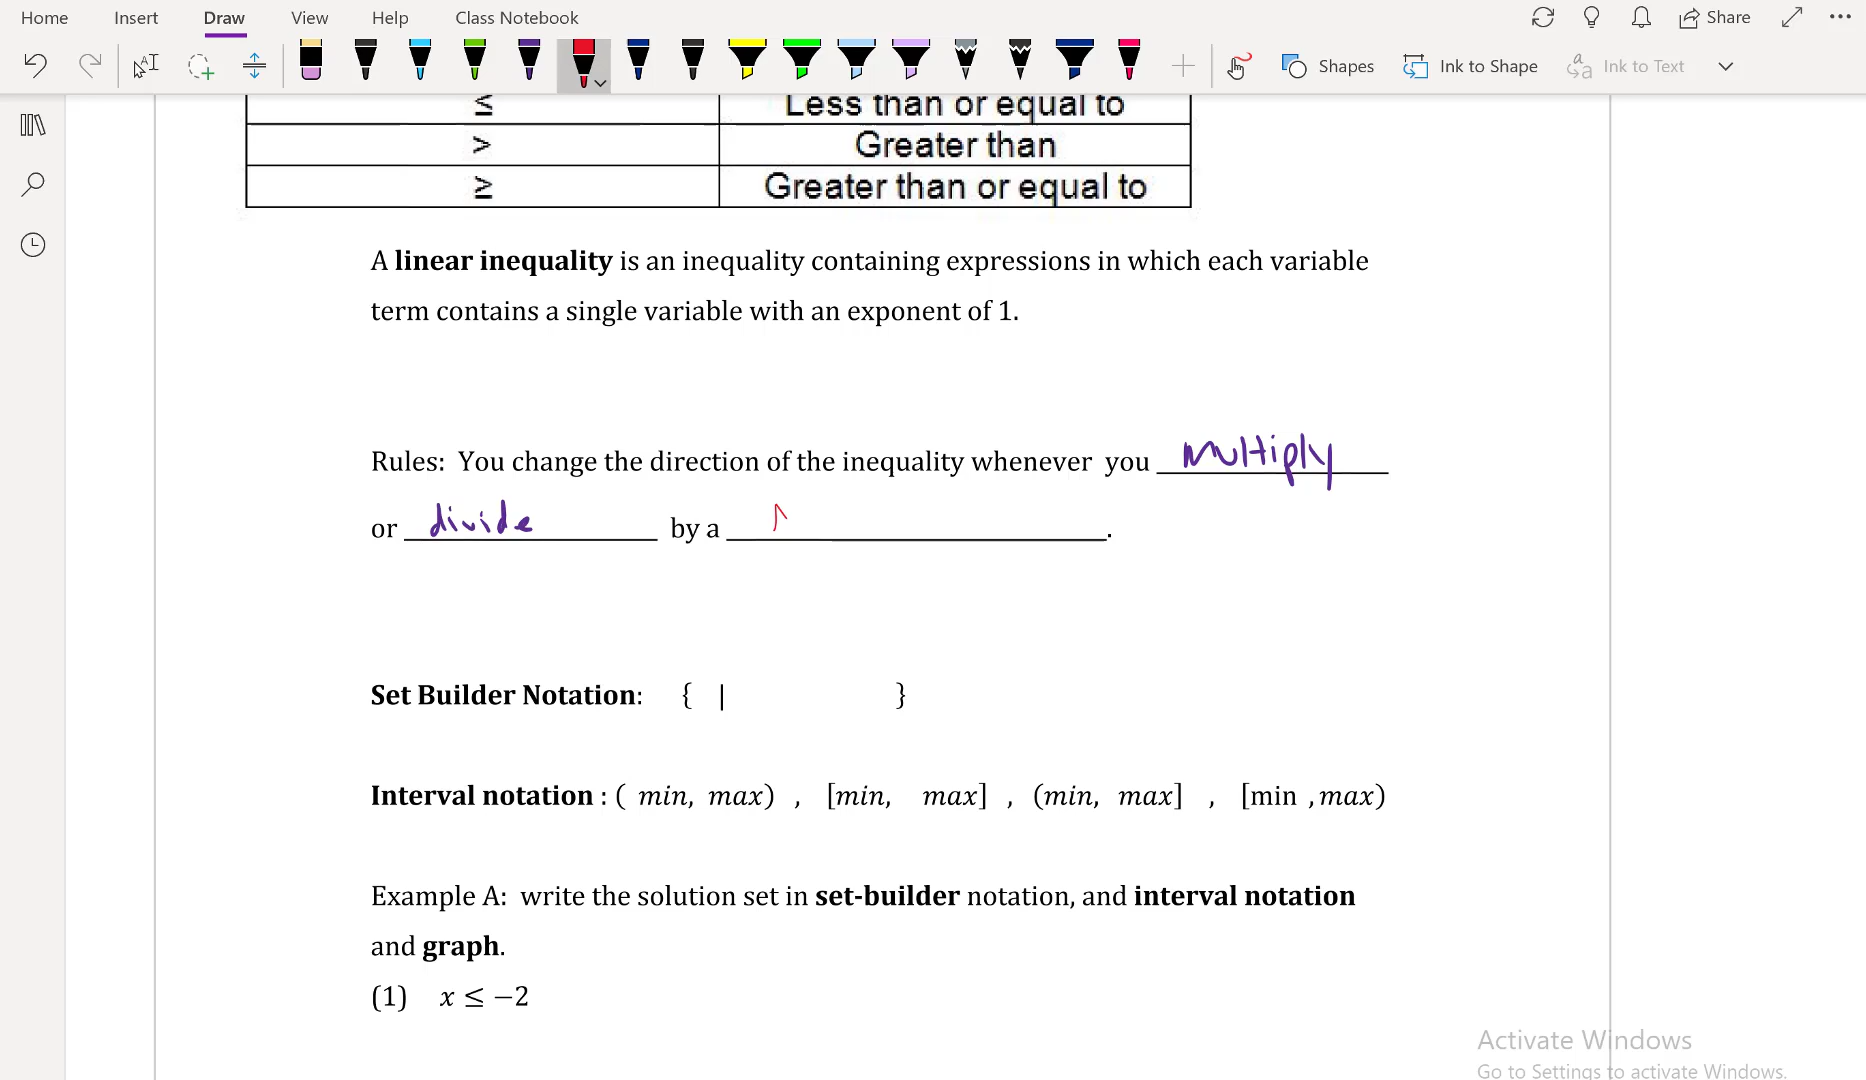 Home Insert Draw View Help Class Notebook Share
Shapes Ink to Shape Ink to Text
≤ Less than or equal to
> Greater than
≥ Greater than or equal to
A linear inequality is an inequality containing expressions in which each variable
term contains a single variable with an exponent of 1.
Rules: You change the direction of the inequality whenever you multiply
or divide by a N.
Set Builder Notation: { | }
Interval notation : ( min, max) , [min, max] , (min, max] , [min , max)
Example A: write the solution set in set-builder notation, and interval notation
and graph.
(1) x ≤ −2
Activate Windows
Go to Settings to activate Windows.